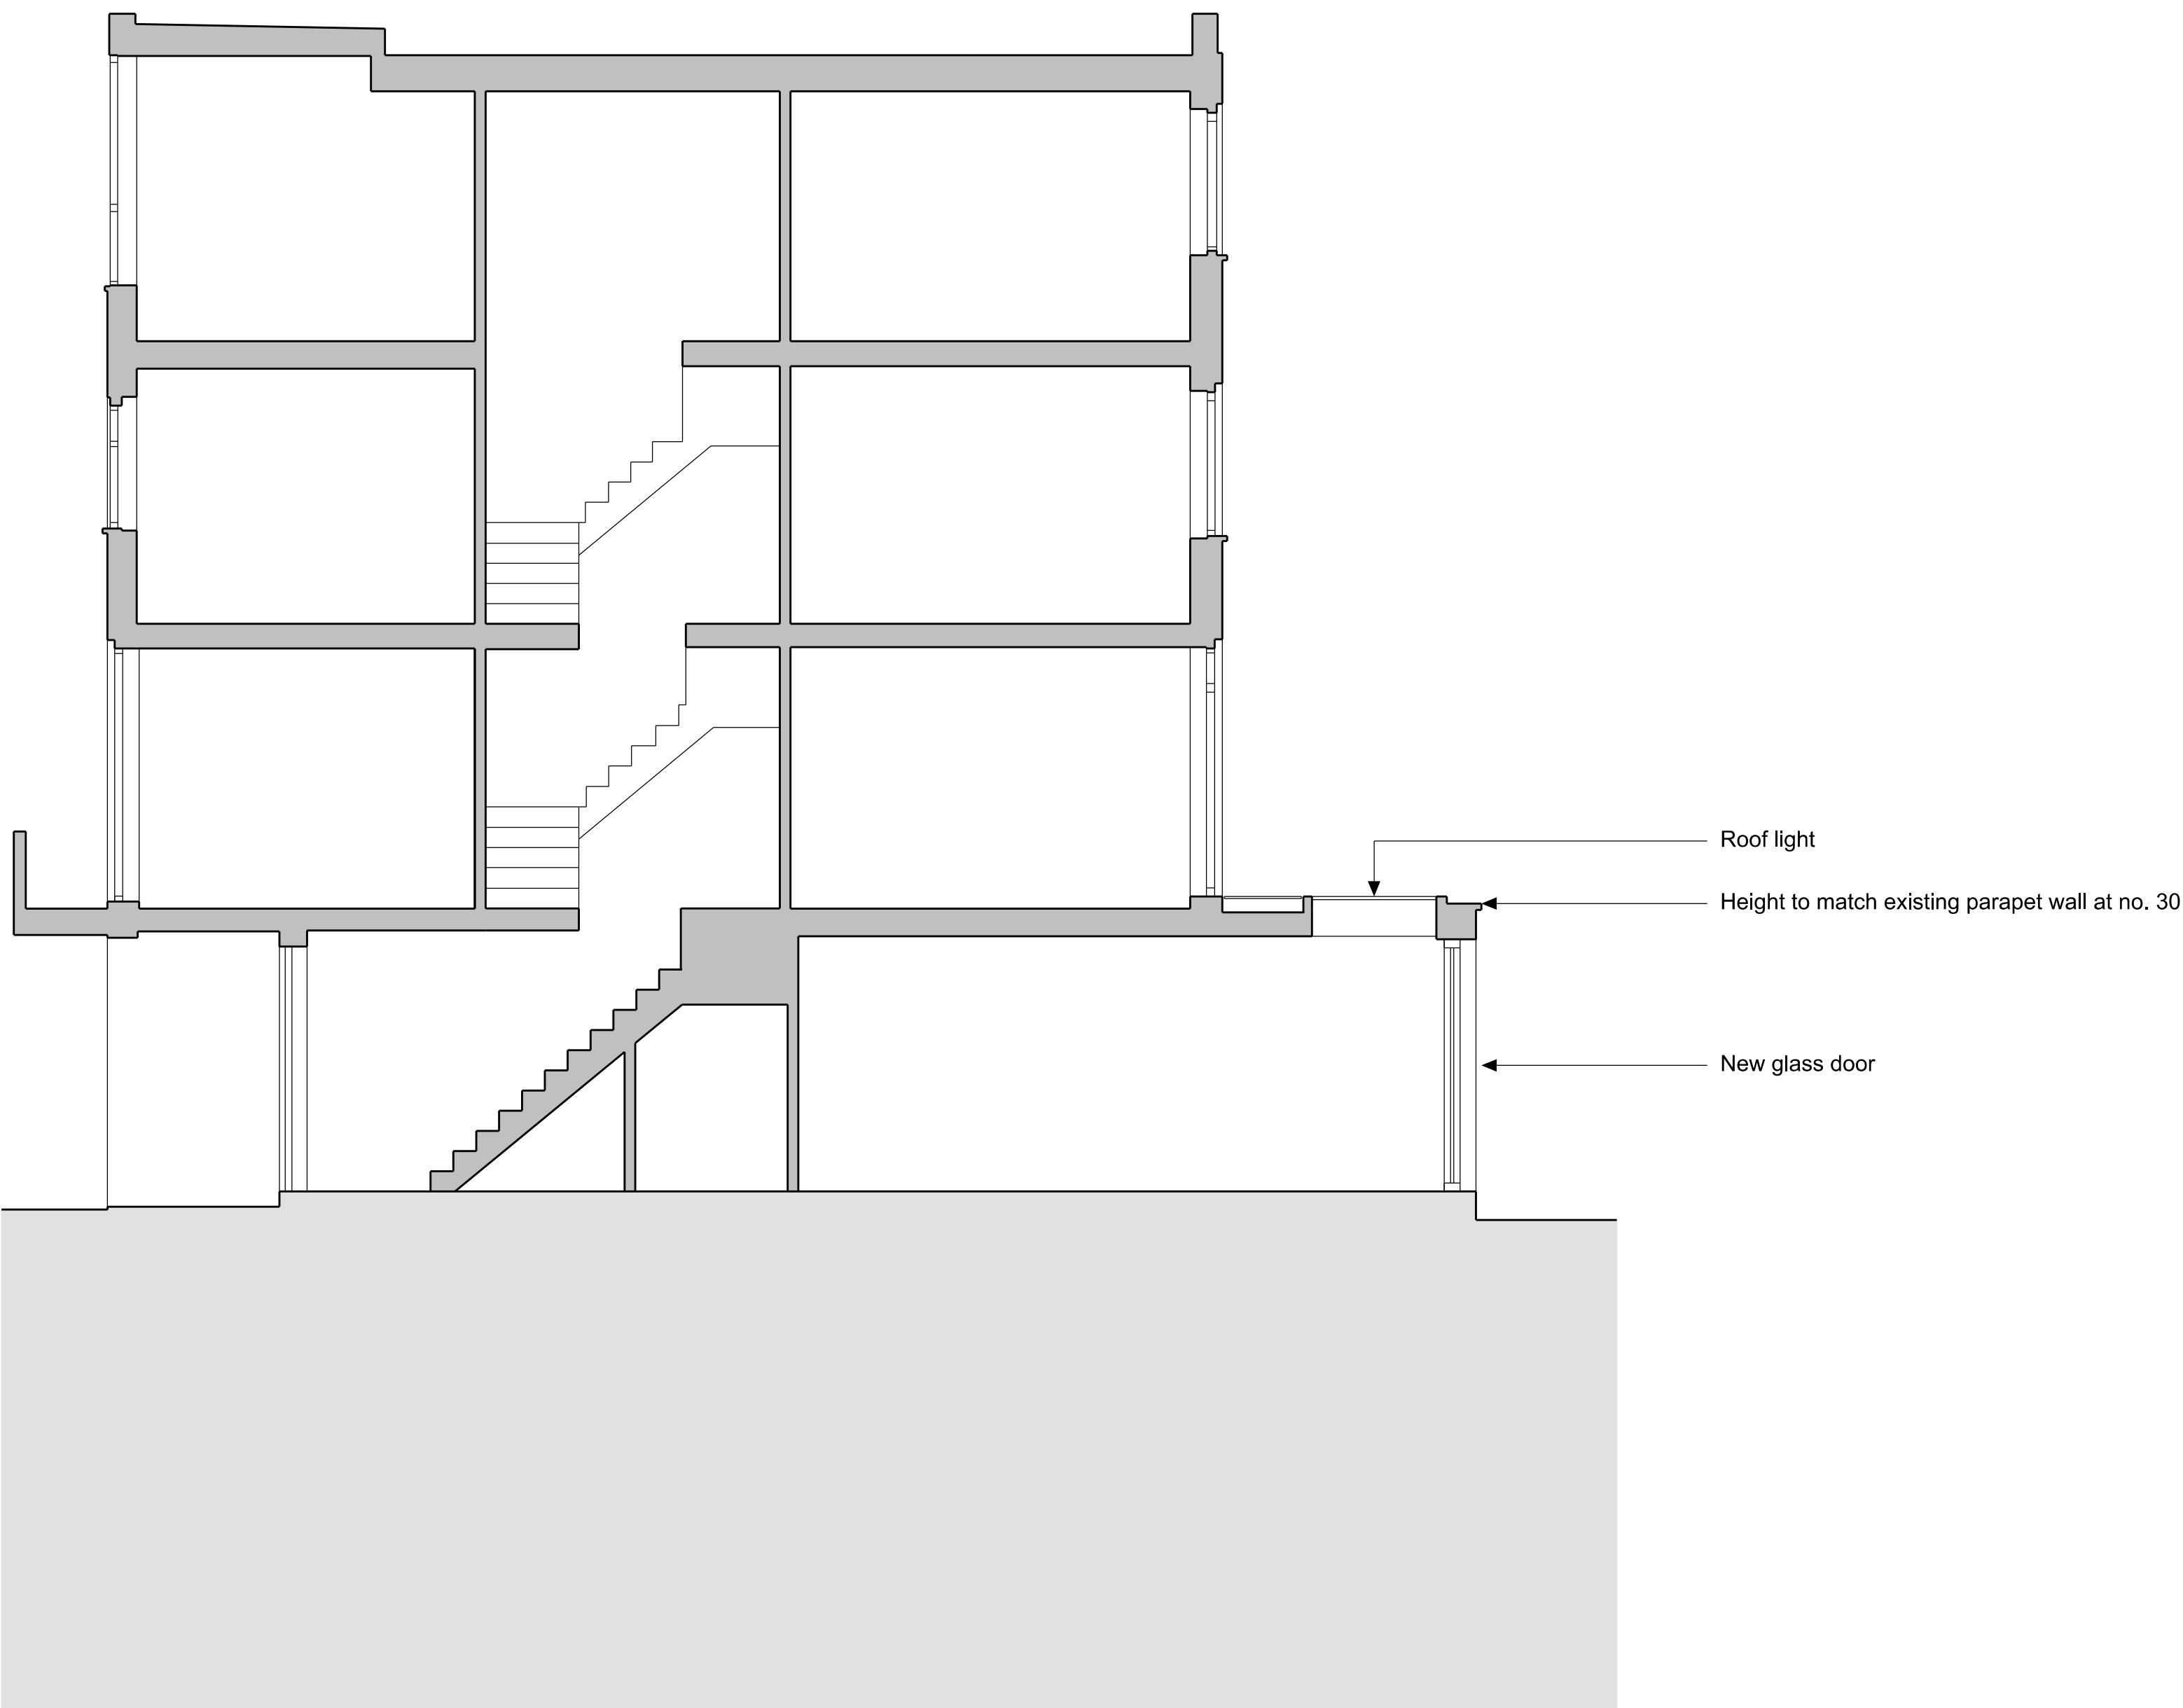 Roof light
Height to match existing parapet wall at no. 30
New glass door